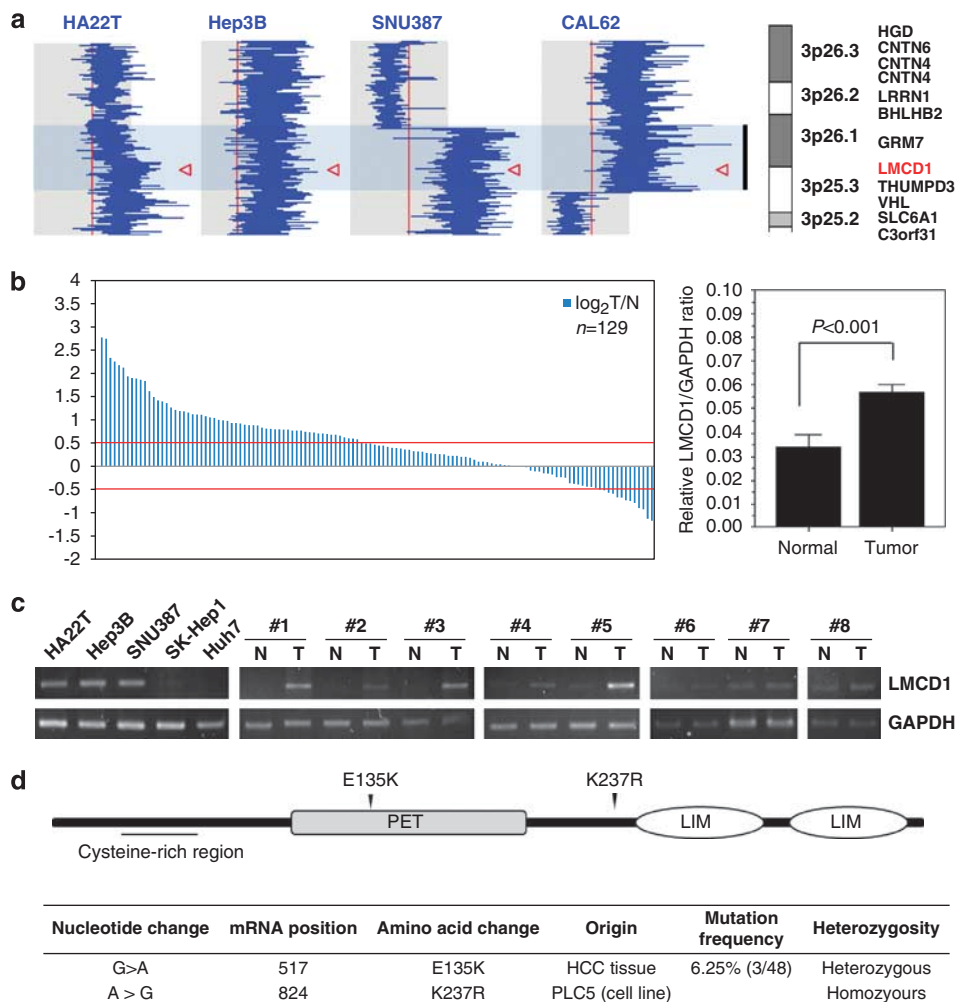 a
HA22T Hep3B SNU387 CAL62
3p26.3
3p26.2
3p26.1
3p25.3
3p25.2
HGD
CNTN6
CNTN4
CNTN4
LRRN1
BHLHB2
GRM7
LMCD1
THUMPD3
VHL
SLC6A1
C3orf31
b
4
3.5
3
2.5
2
1.5
1
0.5
0
-0.5
-1
-1.5
-2
log2T/N
n=129
Relative LMCD1/GAPDH ratio
0.10
0.09
0.08
0.07
0.06
0.05
0.04
0.03
0.02
0.01
0.00
P<0.001
Normal Tumor
c
HA22T Hep3B SNU387 SK-Hep1 Huh7
#1 #2 #3 #4 #5 #6 #7 #8
N T N T N T N T N T N T N T N T
LMCD1
GAPDH
d
E135K K237R
PET LIM LIM
Cysteine-rich region
Nucleotide change mRNA position Amino acid change Origin Mutation frequency Heterozygosity
G>A 517 E135K HCC tissue 6.25% (3/48) Heterozygous
A > G 824 K237R PLC5 (cell line) Homozyours